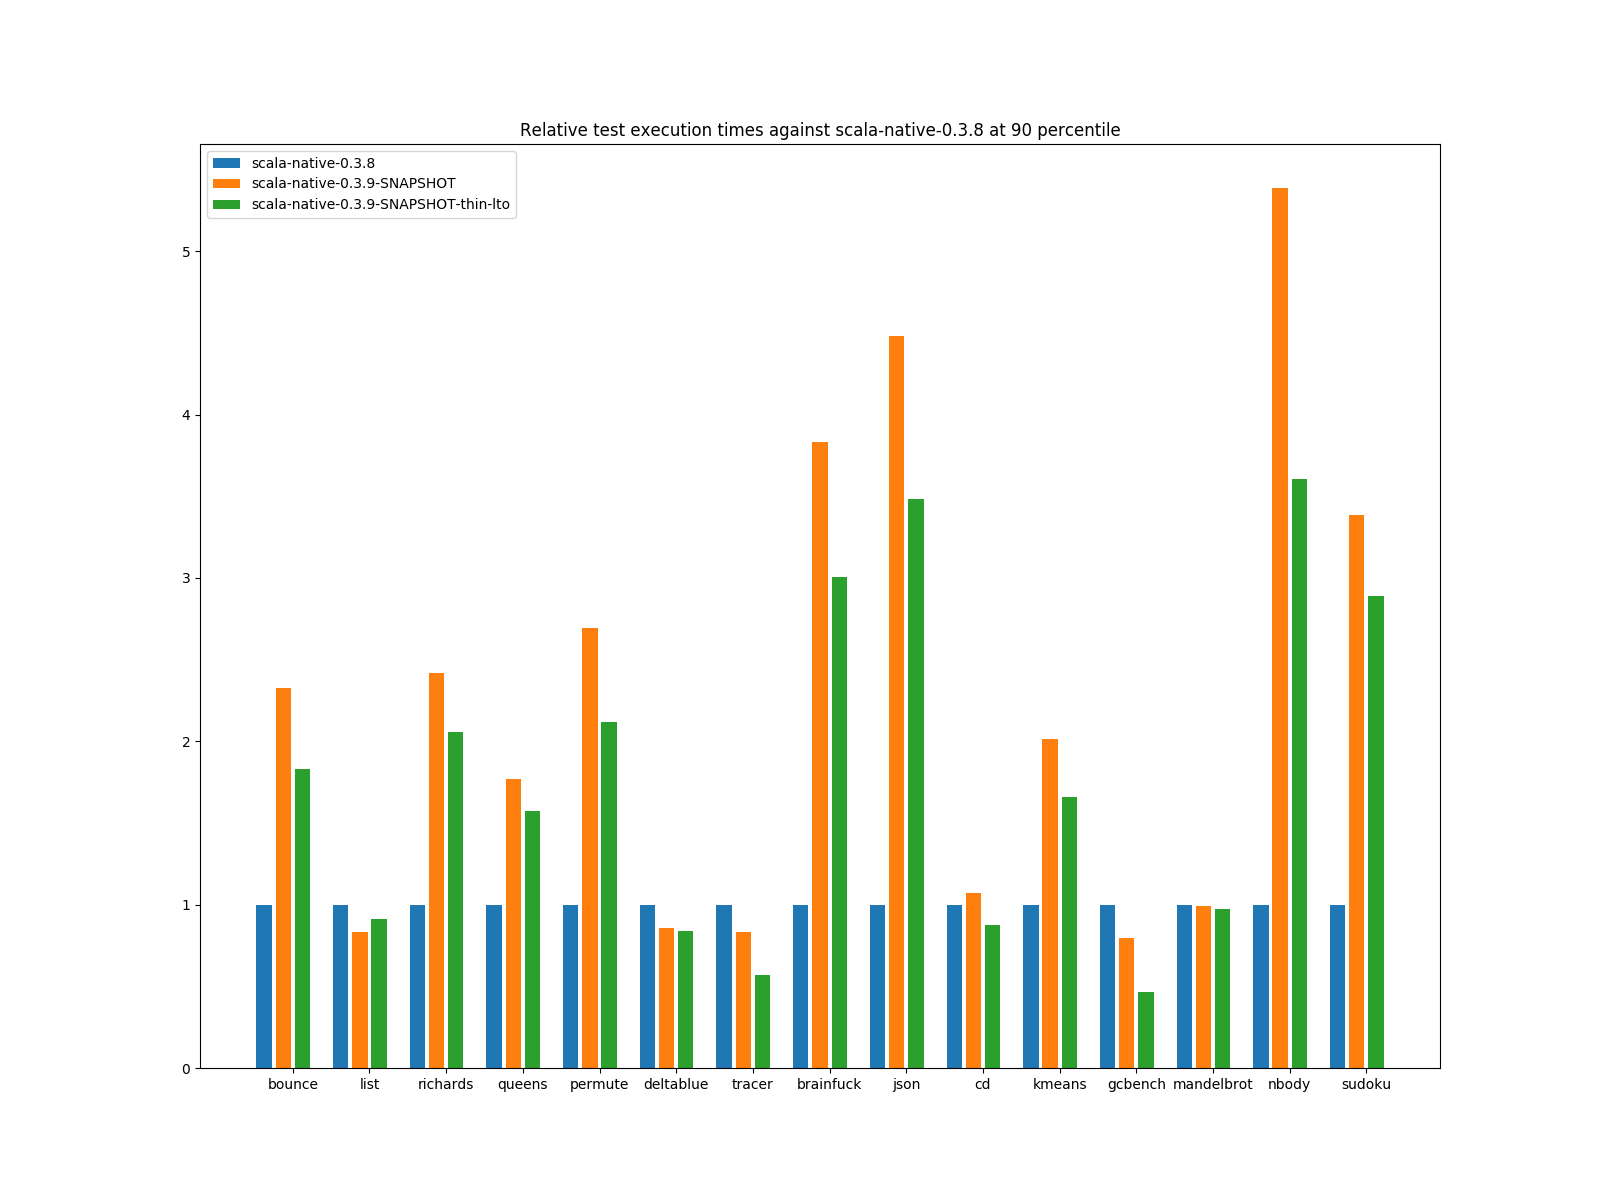 Relative test execution times against scala-native-0.3.8 at 90 percentile
scala-native-0.3.8
scala-native-0.3.9-SNAPSHOT
scala-native-0.3.9-SNAPSHOT-thin-lto
5
4
3
2
1
0
bounce list richards queens permute deltablue tracer brainfuck json cd kmeans gcbench mandelbrot nbody sudoku